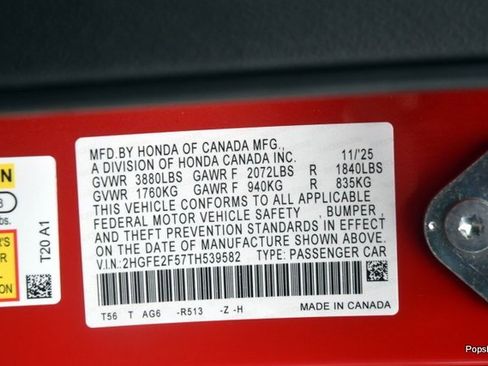 MFD.BY HONDA OF CANADA MFG.,
A DIVISION OF HONDA CANADA INC. 11/'25
GVWR 3880LBS GAWR F 2072LBS R 1840LBS
GVWR 1760KG GAWR F 940KG R 835KG
THIS VEHICLE CONFORMS TO ALL APPLICABLE
FEDERAL MOTOR VEHICLE SAFETY , BUMPER ,
AND THEFT PREVENTION STANDARDS IN EFFECT
ON THE DATE OF MANUFACTURE SHOWN ABOVE.
V.I.N.:2HGFE2F57TH539582 TYPE: PASSENGER CAR
T56 T AG6 -R513 -Z -H MADE IN CANADA
T20 A1